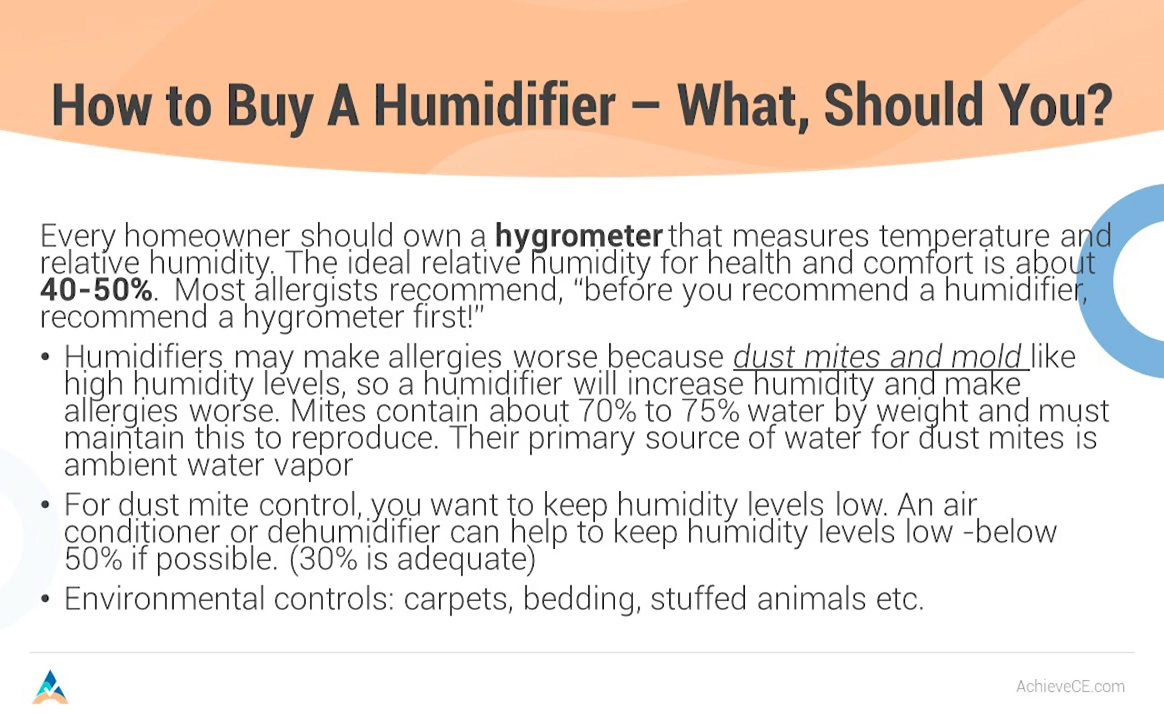 How to Buy A Humidifier – What, Should You?
Every homeowner should own a hygrometer that measures temperature and
relative humidity. The ideal relative humidity for health and comfort is about
40-50%. Most allergists recommend, “before you recommend a humidifier,
recommend a hygrometer first!”
• Humidifiers may make allergies worse because dust mites and mold like
high humidity levels, so a humidifier will increase humidity and make
allergies worse. Mites contain about 70% to 75% water by weight and must
maintain this to reproduce. Their primary source of water for dust mites is
ambient water vapor
• For dust mite control, you want to keep humidity levels low. An air
conditioner or dehumidifier can help to keep humidity levels low -below
50% if possible. (30% is adequate)
• Environmental controls: carpets, bedding, stuffed animals etc.
AchieveCE.com